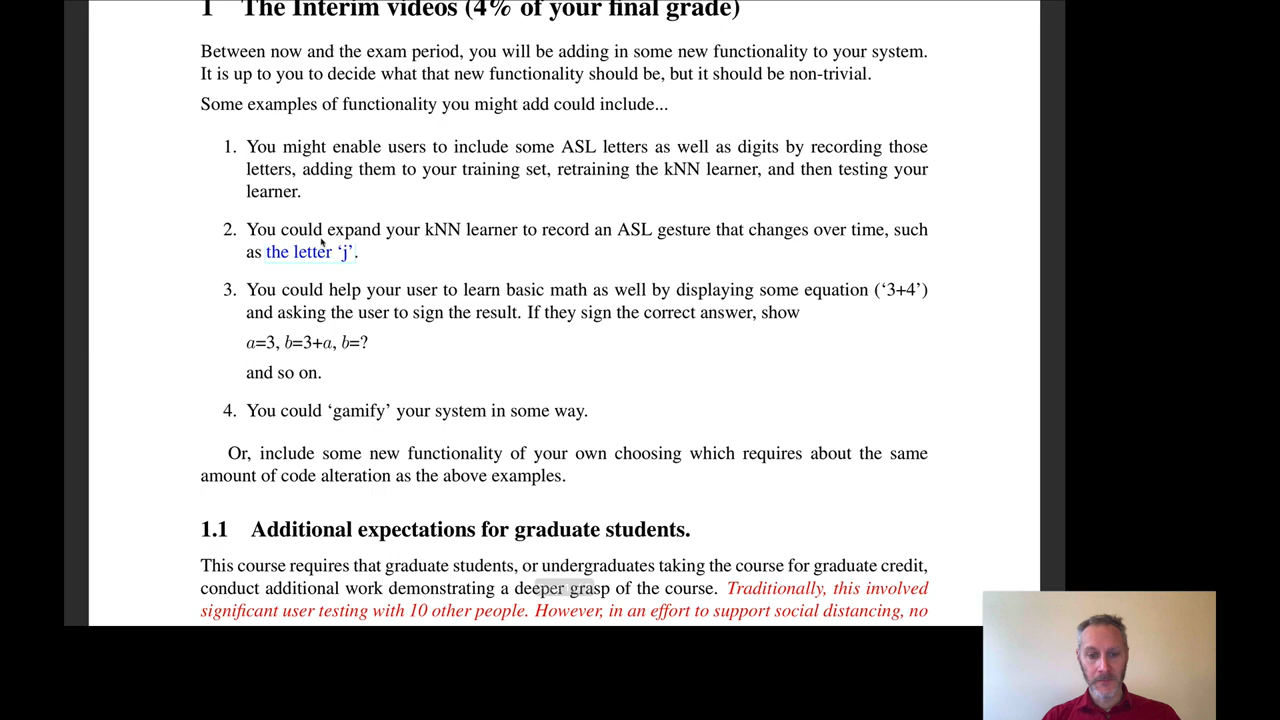 1 The Interim videos (4% of your final grade)
Between now and the exam period, you will be adding in some new functionality to your system.
It is up to you to decide what that new functionality should be, but it should be non-trivial.
Some examples of functionality you might add could include...
1. You might enable users to include some ASL letters as well as digits by recording those
letters, adding them to your training set, retraining the kNN learner, and then testing your
learner.
2. You could expand your kNN learner to record an ASL gesture that changes over time, such
as the letter ‘j’.
3. You could help your user to learn basic math as well by displaying some equation (‘3+4’)
and asking the user to sign the result. If they sign the correct answer, show
a=3, b=3+a, b=?
and so on.
4. You could ‘gamify’ your system in some way.
Or, include some new functionality of your own choosing which requires about the same
amount of code alteration as the above examples.
1.1 Additional expectations for graduate students.
This course requires that graduate students, or undergraduates taking the course for graduate credit,
conduct additional work demonstrating a deeper grasp of the course. Traditionally, this involved
significant user testing with 10 other people. However, in an effort to support social distancing, no